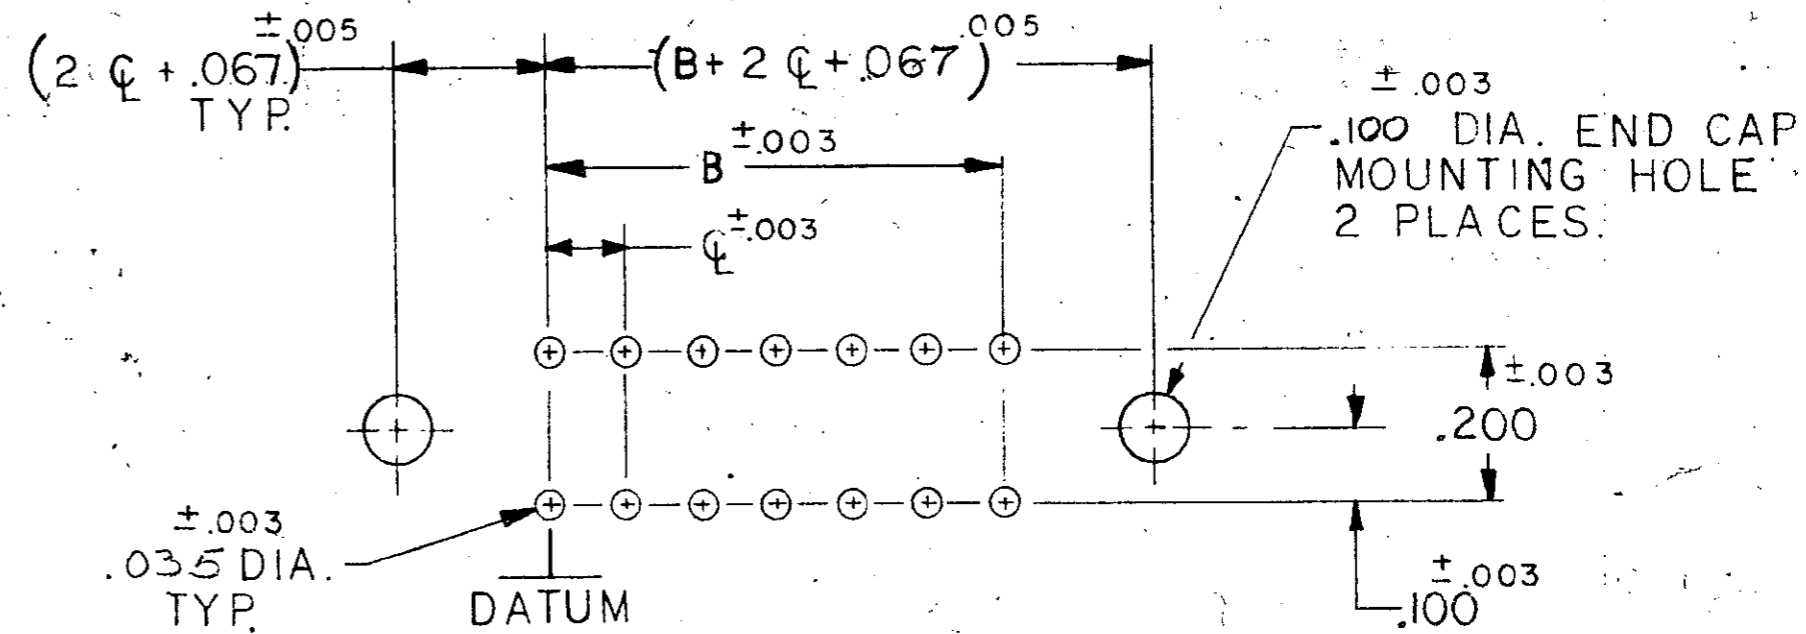 ±.005
(2 ℄ + .067)
TYP.
.005
(B+ 2 ℄ + .067)
±.003
B
±.003
℄
±.003
.100 DIA. END CAP
MOUNTING HOLE
2 PLACES.
±.003
.200
±.003
.035 DIA.
TYP.
DATUM
±.003
.100